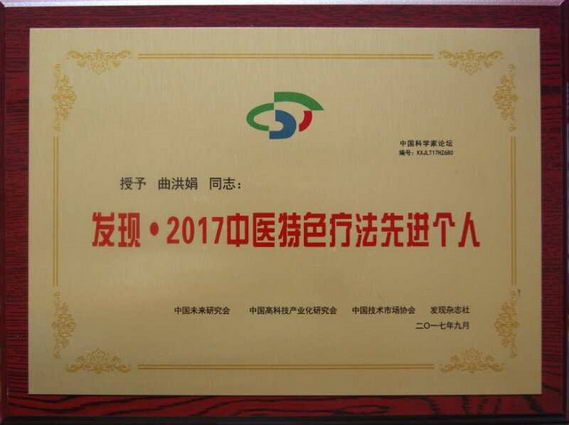 中国科学家论坛
编号：KXJLT17HZ680
授予 曲洪娟 同志：
发现·2017中医特色疗法先进个人
中国未来研究会 中国高科技产业化研究会 中国技术市场协会 发现杂志社
二〇一七年九月